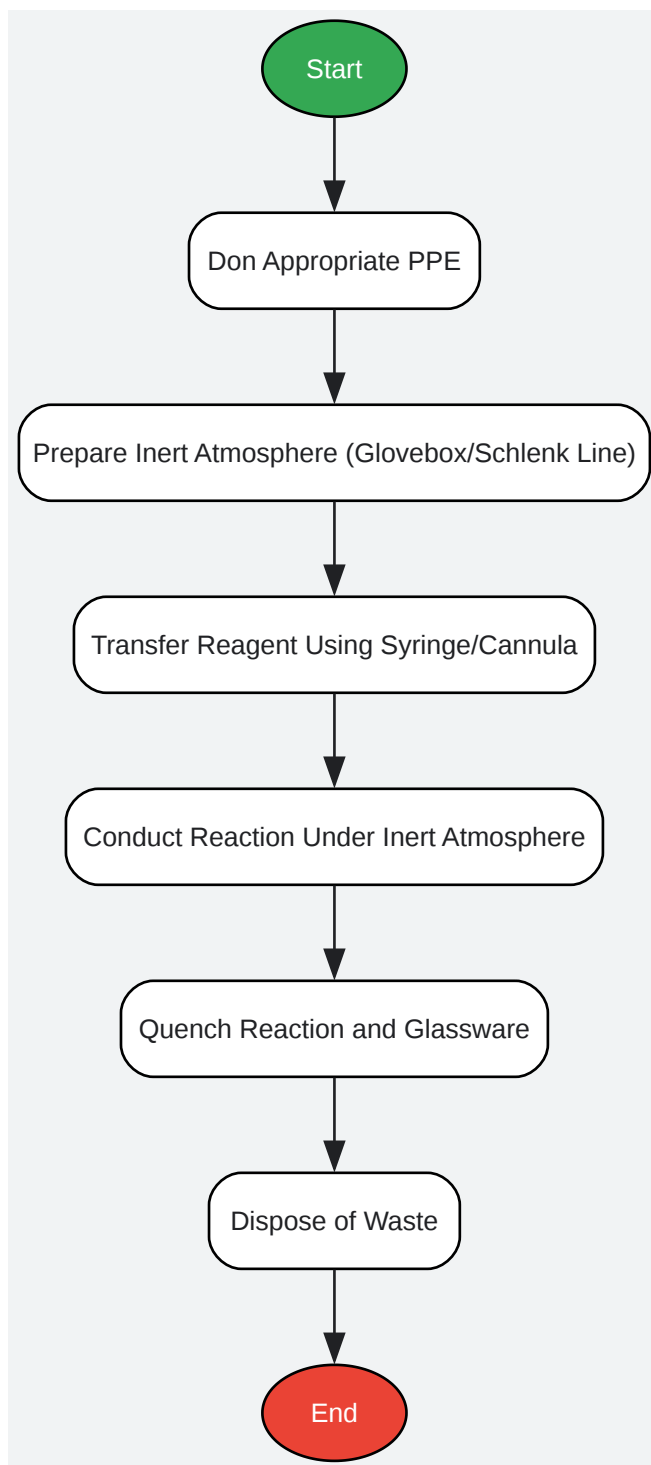 Start
Don Appropriate PPE
Prepare Inert Atmosphere (Glovebox/Schlenk Line)
Transfer Reagent Using Syringe/Cannula
Conduct Reaction Under Inert Atmosphere
Quench Reaction and Glassware
Dispose of Waste
End